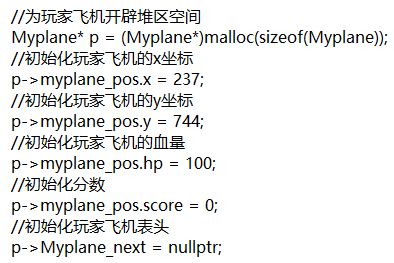 //为玩家飞机开辟堆区空间
Myplane* p = (Myplane*)malloc(sizeof(Myplane));
//初始化玩家飞机的x坐标
p->myplane_pos.x = 237;
//初始化玩家飞机的y坐标
p->myplane_pos.y = 744;
//初始化玩家飞机的血量
p->myplane_pos.hp = 100;
//初始化分数
p->myplane_pos.score = 0;
//初始化玩家飞机表头
p->Myplane_next = nullptr;